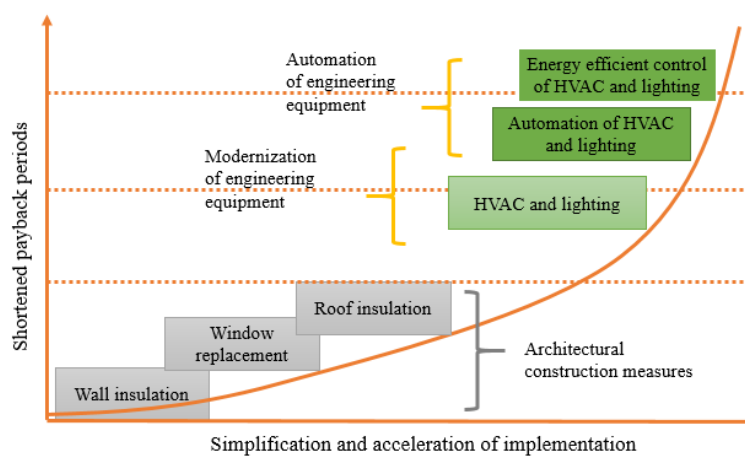 Shortened payback periods
Automation
of engineering
equipment
Energy efficient control
of HVAC and lighting
Automation of HVAC
and lighting
Modernization
of engineering
equipment
HVAC and lighting
Roof insulation
Window
replacement
Wall insulation
Architectural
construction measures
Simplification and acceleration of implementation